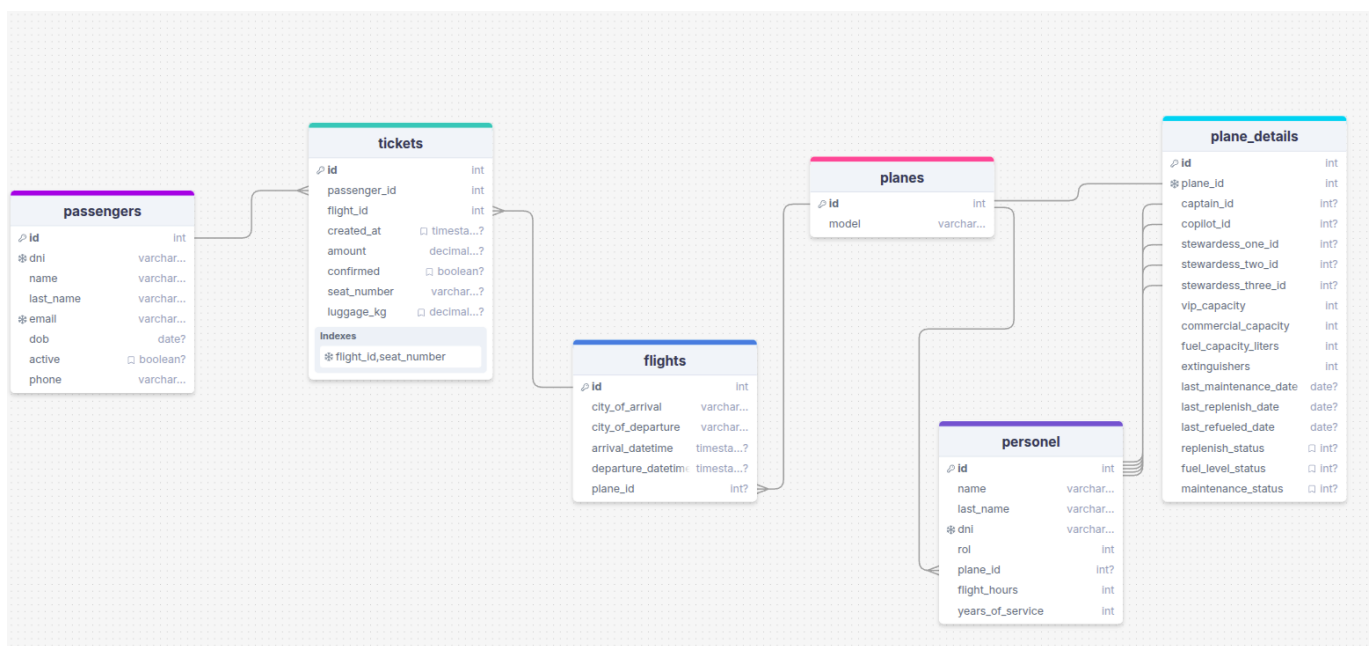 passengers
id int
dni varchar...
name varchar...
last_name varchar...
email varchar...
dob date?
active boolean?
phone varchar...
tickets
id int
passenger_id int
flight_id int
created_at timesta...?
amount decimal...?
confirmed boolean?
seat_number varchar...?
luggage_kg decimal...?
Indexes
flight_id,seat_number
flights
id int
city_of_arrival varchar...
city_of_departure varchar...
arrival_datetime timesta...?
departure_datetime timesta...?
plane_id int?
planes
id int
model varchar...
personel
id int
name varchar...
last_name varchar...
dni varchar...
rol int
plane_id int?
flight_hours int
years_of_service int
plane_details
id int
plane_id int
captain_id int?
copilot_id int?
stewardess_one_id int?
stewardess_two_id int?
stewardess_three_id int?
vip_capacity int
commercial_capacity int
fuel_capacity_liters int
extinguishers int
last_maintenance_date date?
last_replenish_date date?
last_refueled_date date?
replenish_status int?
fuel_level_status int?
maintenance_status int?